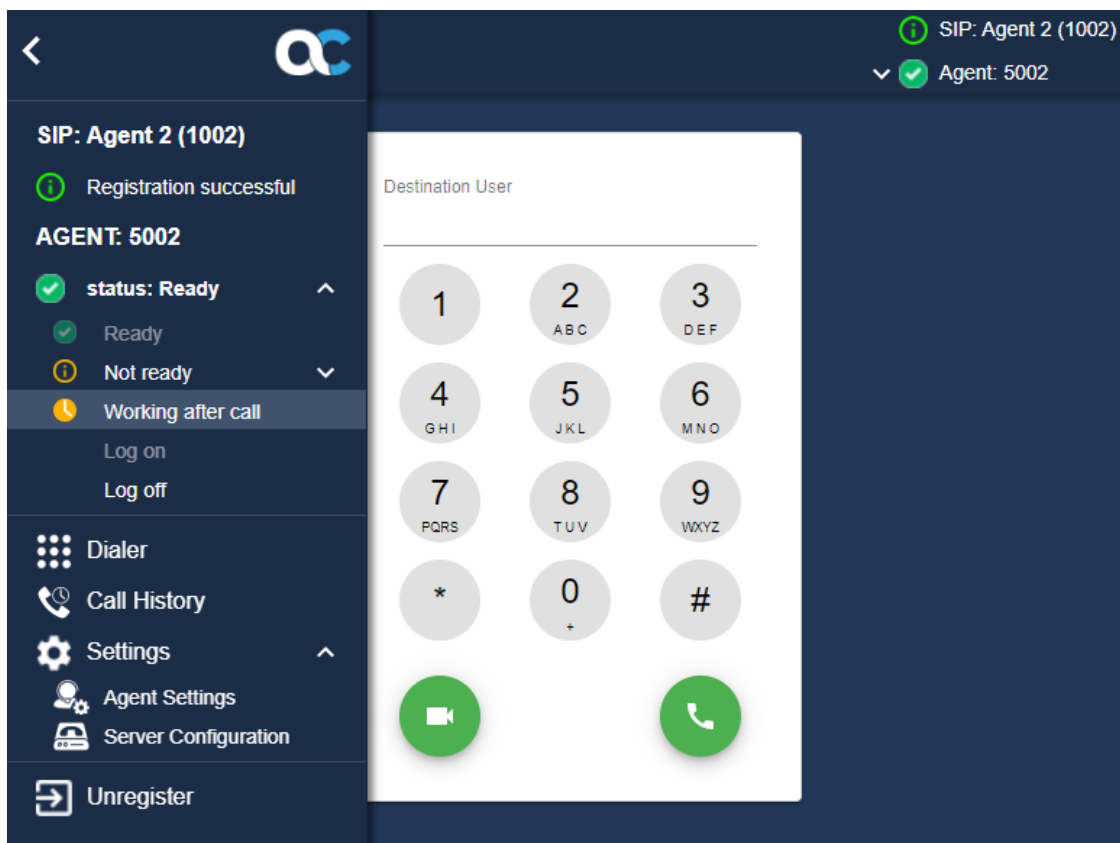 SIP: Agent 2 (1002)
Agent: 5002
SIP: Agent 2 (1002)
Registration successful
AGENT: 5002
status: Ready
Ready
Not ready
Working after call
Log on
Log off
Dialer
Call History
Settings
Agent Settings
Server Configuration
Unregister
Destination User
1 2 3
ABC DEF
4 5 6
GHI JKL MNO
7 8 9
PQRS TUV WXYZ
* 0 #
+